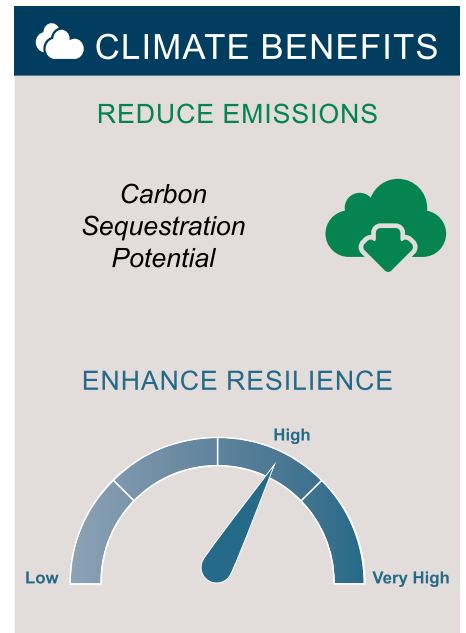 CLIMATE BENEFITS
REDUCE EMISSIONS
Carbon
Sequestration
Potential
ENHANCE RESILIENCE
High
Low
Very High